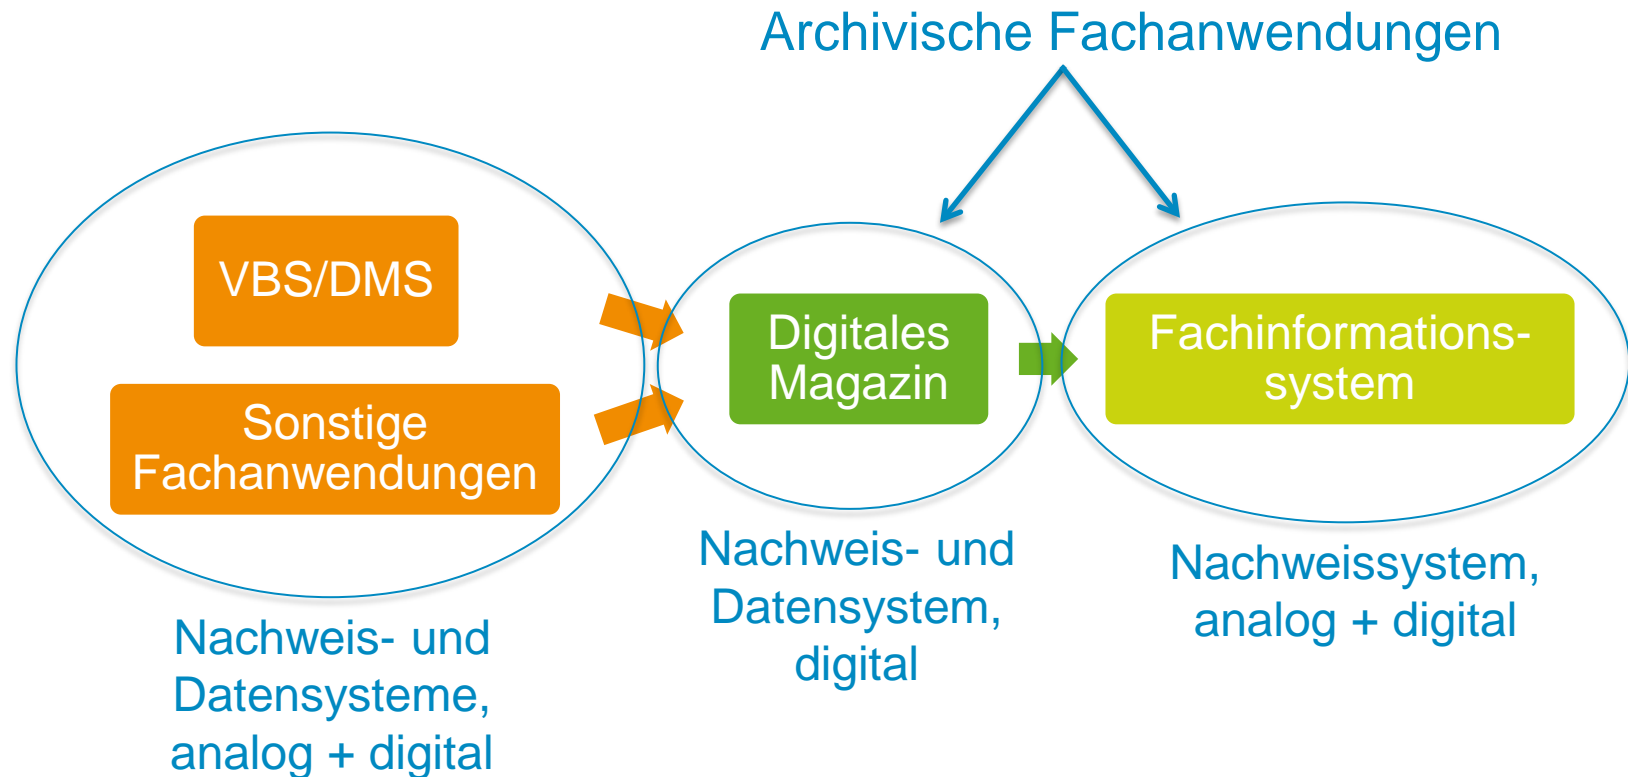 Archivische Fachanwendungen
VBS/DMS
Sonstige
Fachanwendungen
Digitales
Magazin
Fachinformations-
system
Nachweis- und
Datensysteme,
analog + digital
Nachweis- und
Datensystem,
digital
Nachweissystem,
analog + digital